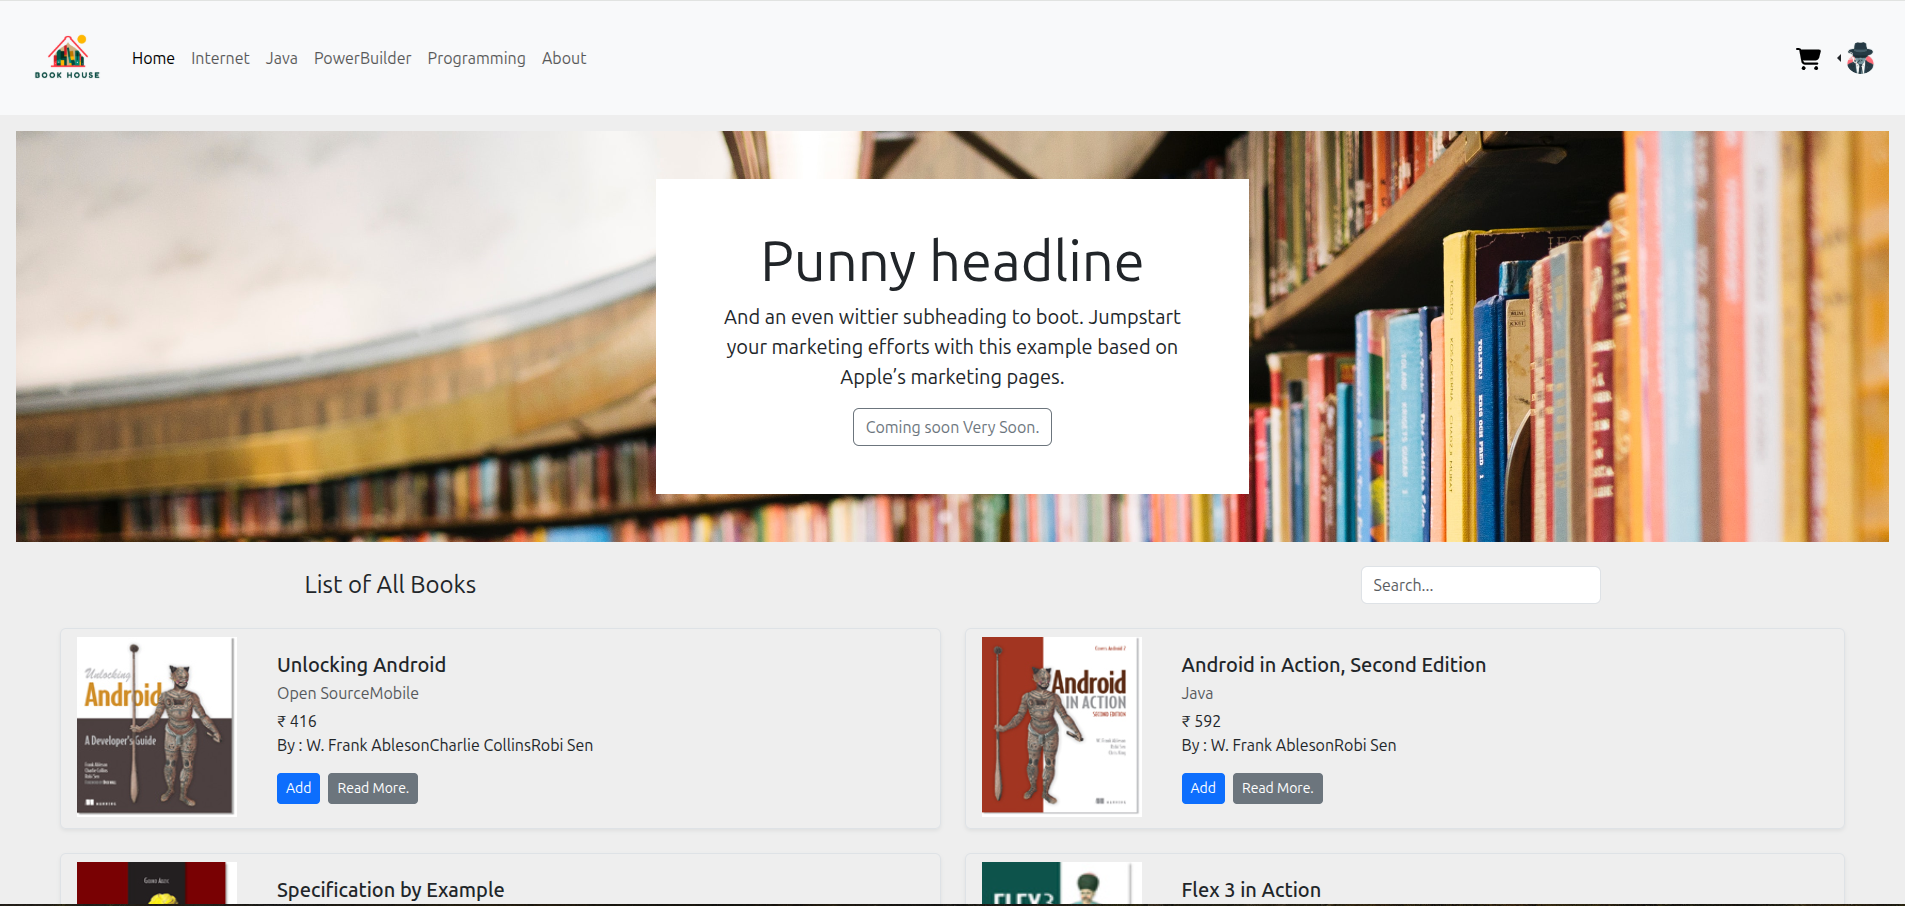 BOOK HOUSE
Home Internet Java PowerBuilder Programming About
Punny headline
And an even wittier subheading to boot. Jumpstart
your marketing efforts with this example based on
Apple’s marketing pages.
Coming soon Very Soon.
List of All Books
Search...
Unlocking
Android
A Developer's Guide
MANNING
Unlocking Android
Open SourceMobile
₹ 416
By : W. Frank AblesonCharlie CollinsRobi Sen
Add Read More.
Android
IN ACTION
SECOND EDITION
MANNING
Android in Action, Second Edition
Java
₹ 592
By : W. Frank AblesonRobi Sen
Add Read More.
Specification by Example
FLEX 3
Flex 3 in Action